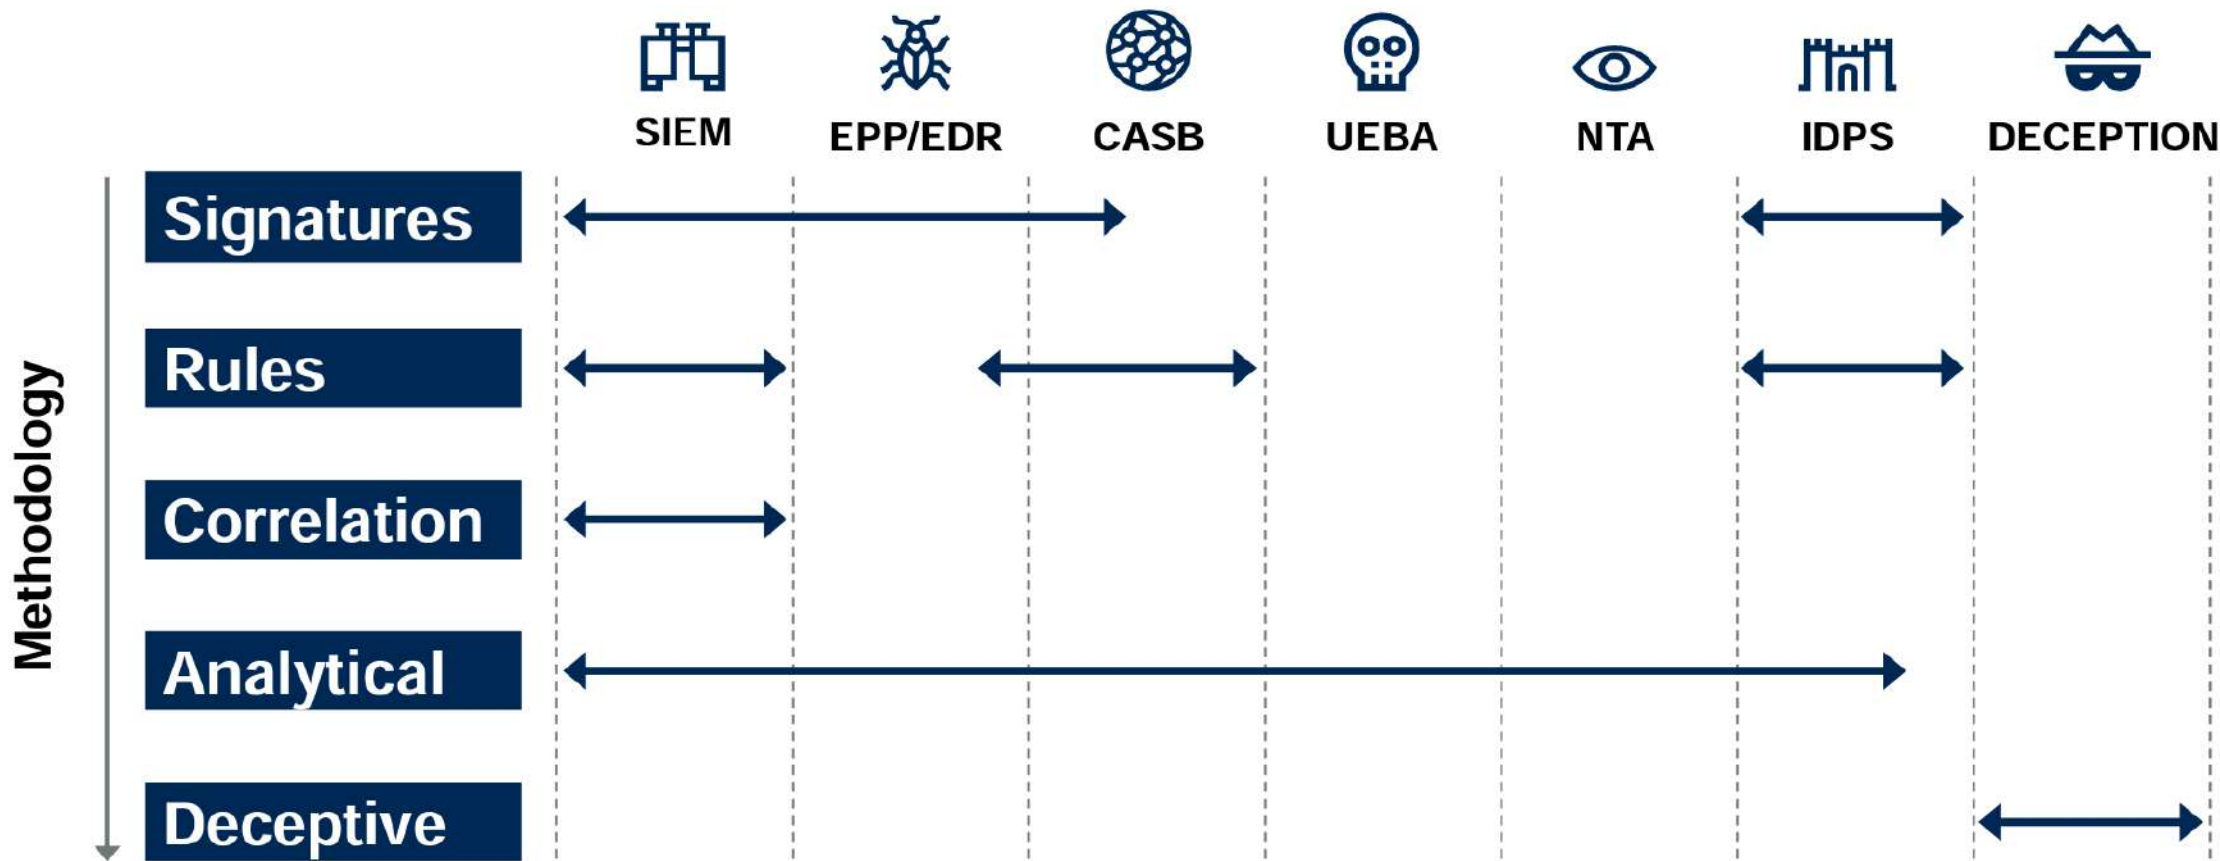 SIEM
EPP/EDR
CASB
UEBA
NTA
IDPS
DECEPTION
Methodology
Signatures
Rules
Correlation
Analytical
Deceptive